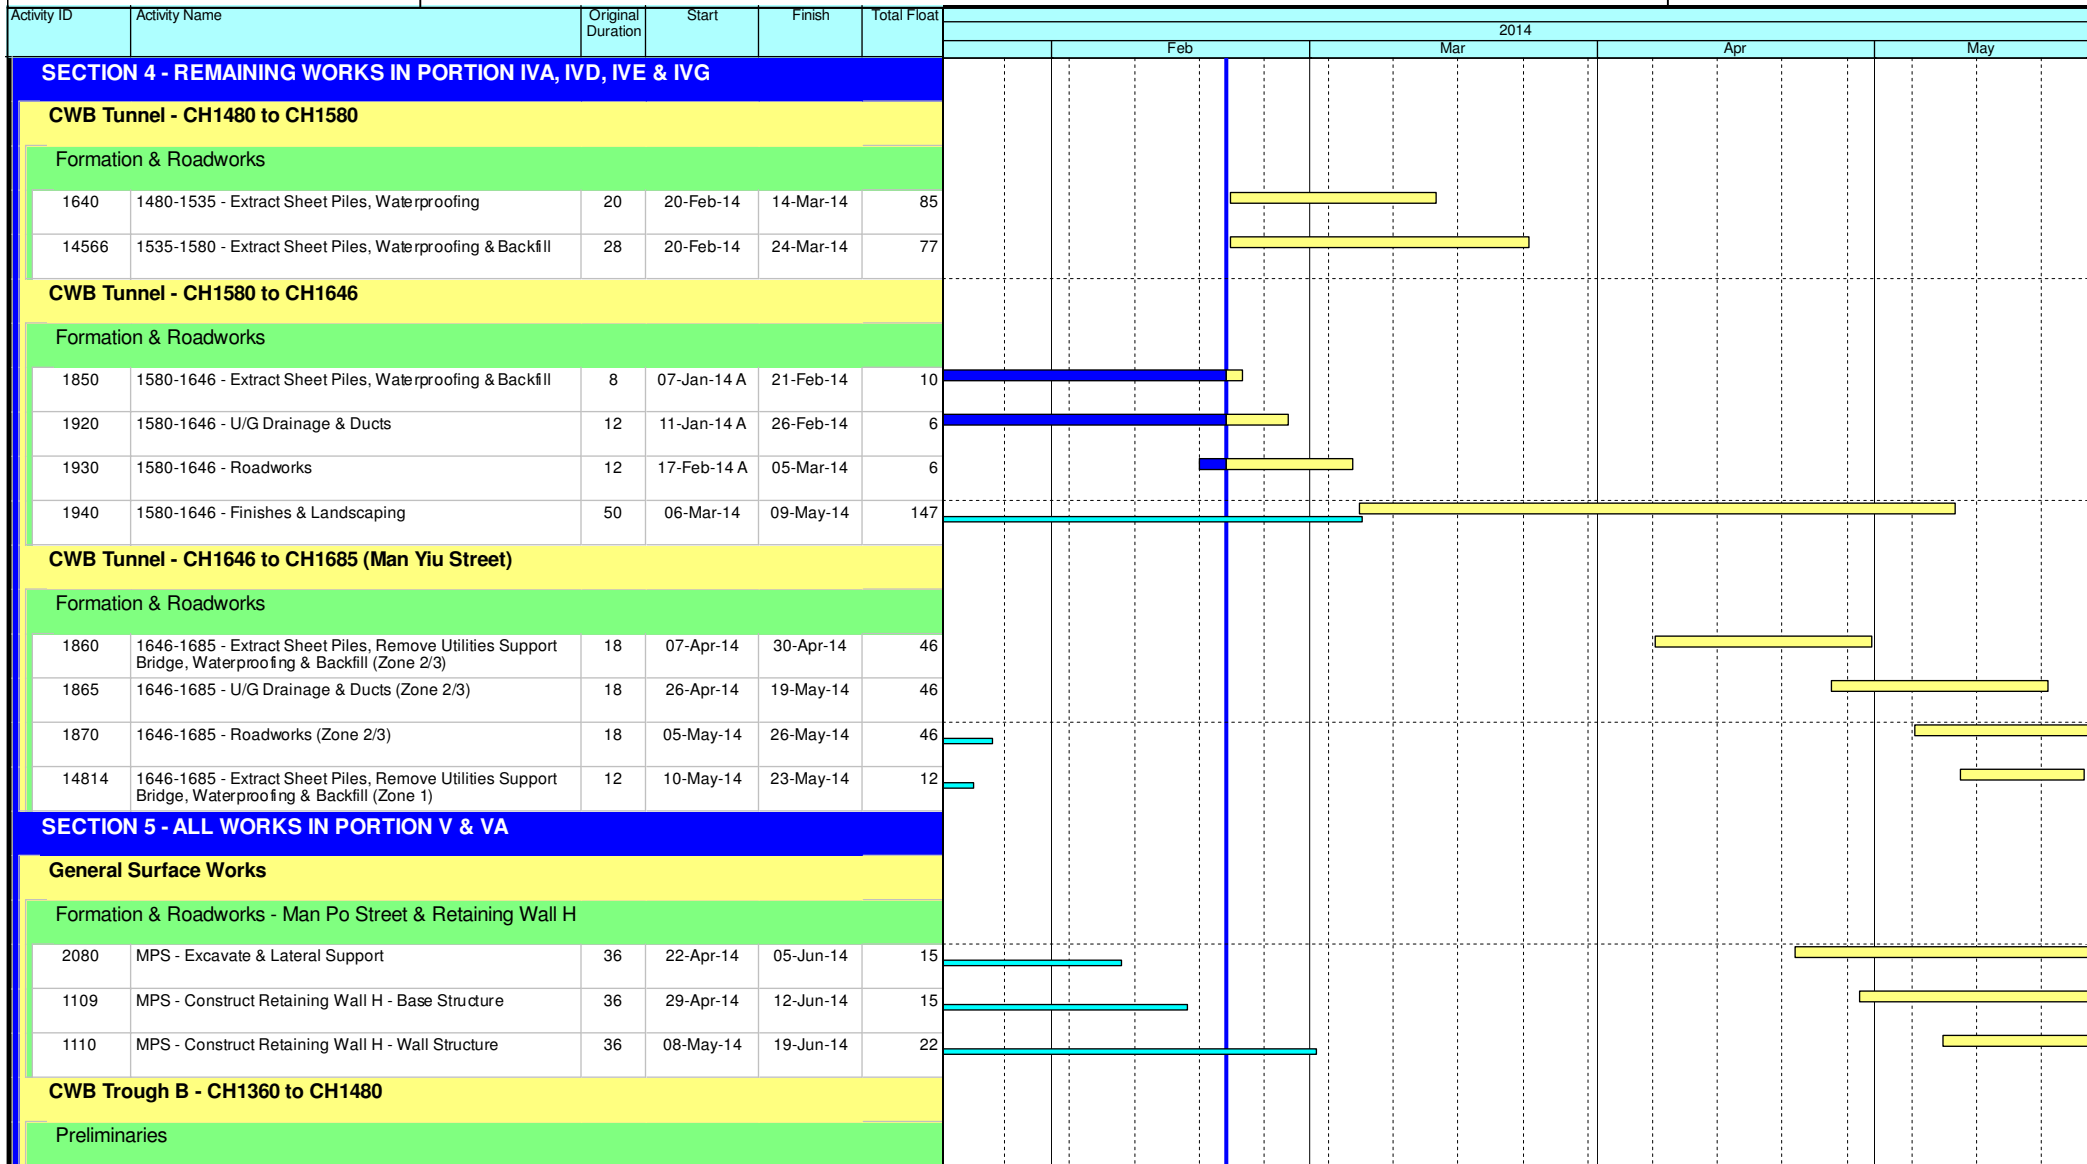 Activity ID Activity Name Original Duration Start Finish Total Float
2014
Feb Mar Apr May
SECTION 4 - REMAINING WORKS IN PORTION IVA, IVD, IVE & IVG
CWB Tunnel - CH1480 to CH1580
Formation & Roadworks
1640 1480-1535 - Extract Sheet Piles, Waterproofing 20 20-Feb-14 14-Mar-14 85
14566 1535-1580 - Extract Sheet Piles, Waterproofing & Backfill 28 20-Feb-14 24-Mar-14 77
CWB Tunnel - CH1580 to CH1646
Formation & Roadworks
1850 1580-1646 - Extract Sheet Piles, Waterproofing & Backfill 8 07-Jan-14 A 21-Feb-14 10
1920 1580-1646 - U/G Drainage & Ducts 12 11-Jan-14 A 26-Feb-14 6
1930 1580-1646 - Roadworks 12 17-Feb-14 A 05-Mar-14 6
1940 1580-1646 - Finishes & Landscaping 50 06-Mar-14 09-May-14 147
CWB Tunnel - CH1646 to CH1685 (Man Yiu Street)
Formation & Roadworks
1860 1646-1685 - Extract Sheet Piles, Remove Utilities Support 18 07-Apr-14 30-Apr-14 46
Bridge, Waterproofing & Backfill (Zone 2/3)
1865 1646-1685 - U/G Drainage & Ducts (Zone 2/3) 18 26-Apr-14 19-May-14 46
1870 1646-1685 - Roadworks (Zone 2/3) 18 05-May-14 26-May-14 46
14814 1646-1685 - Extract Sheet Piles, Remove Utilities Support 12 10-May-14 23-May-14 12
Bridge, Waterproofing & Backfill (Zone 1)
SECTION 5 - ALL WORKS IN PORTION V & VA
General Surface Works
Formation & Roadworks - Man Po Street & Retaining Wall H
2080 MPS - Excavate & Lateral Support 36 22-Apr-14 05-Jun-14 15
1109 MPS - Construct Retaining Wall H - Base Structure 36 29-Apr-14 12-Jun-14 15
1110 MPS - Construct Retaining Wall H - Wall Structure 36 08-May-14 19-Jun-14 22
CWB Trough B - CH1360 to CH1480
Preliminaries